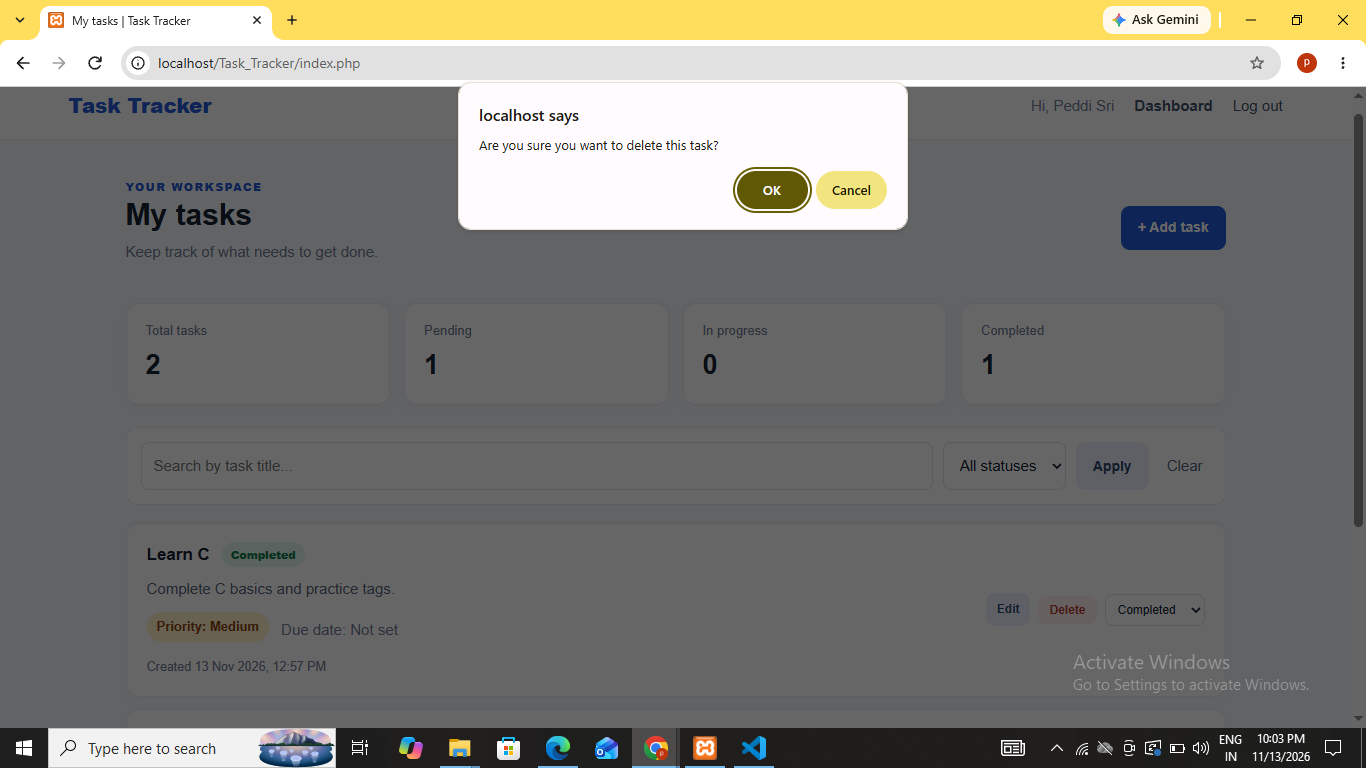 My tasks | Task Tracker
Ask Gemini
localhost/Task_Tracker/index.php
p
Task Tracker
Hi, Peddi Sri Dashboard Log out
localhost says
Are you sure you want to delete this task?
OK Cancel
YOUR WORKSPACE
My tasks
Keep track of what needs to get done.
+ Add task
Total tasks
2
Pending
1
In progress
0
Completed
1
Search by task title...
All statuses
Apply
Clear
Learn C Completed
Complete C basics and practice tags.
Priority: Medium Due date: Not set
Created 13 Nov 2026, 12:57 PM
Edit Delete Completed
Activate Windows
Go to Settings to activate Windows.
Type here to search
ENG
IN
10:03 PM
11/13/2026